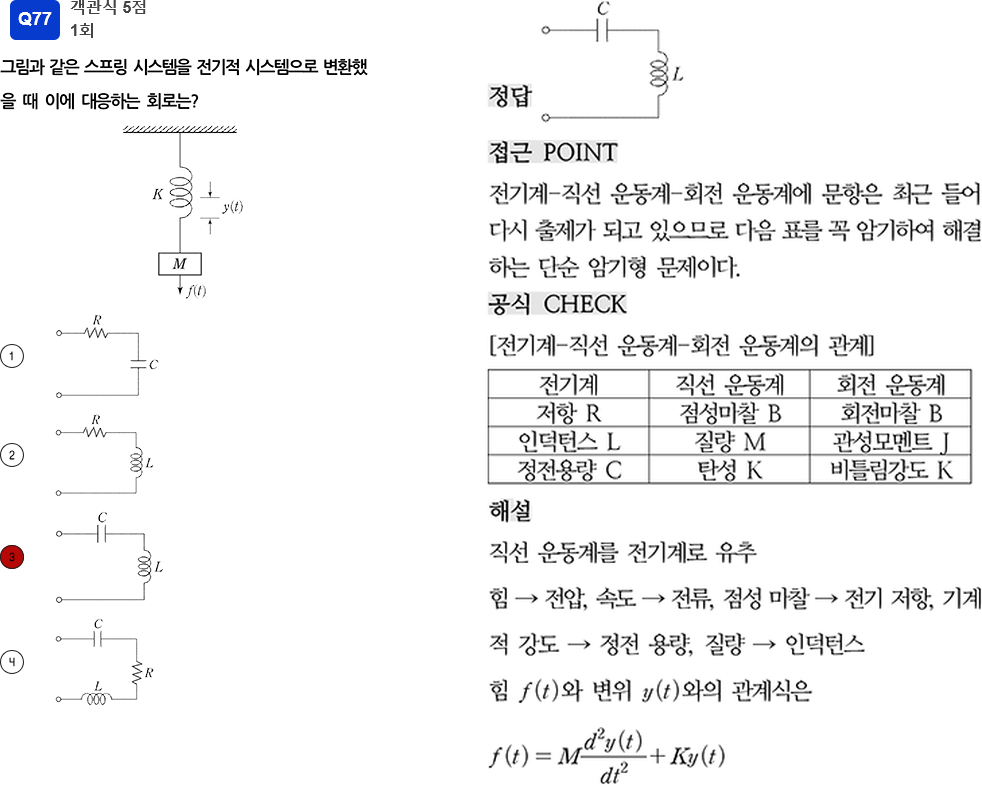 Q77
객관식 5점
1회
그림과 같은 스프링 시스템을 전기적 시스템으로 변환했
을 때 이에 대응하는 회로는?
K
y(t)
M
f(t)
1
R
C
2
R
L
3
C
L
4
C
R
L
C
L
정답
접근 POINT
전기계-직선 운동계-회전 운동계에 문항은 최근 들어
다시 출제가 되고 있으므로 다음 표를 꼭 암기하여 해결
하는 단순 암기형 문제이다.
공식 CHECK
[전기계-직선 운동계-회전 운동계의 관계]
전기계 직선 운동계 회전 운동계
저항 R 점성마찰 B 회전마찰 B
인덕턴스 L 질량 M 관성모멘트 J
정전용량 C 탄성 K 비틀림강도 K
해설
직선 운동계를 전기계로 유추
힘 → 전압, 속도 → 전류, 점성 마찰 → 전기 저항, 기계
적 강도 → 정전 용량, 질량 → 인덕턴스
힘 f(t)와 변위 y(t)와의 관계식은
f(t) = M d²y(t)/dt² + Ky(t)